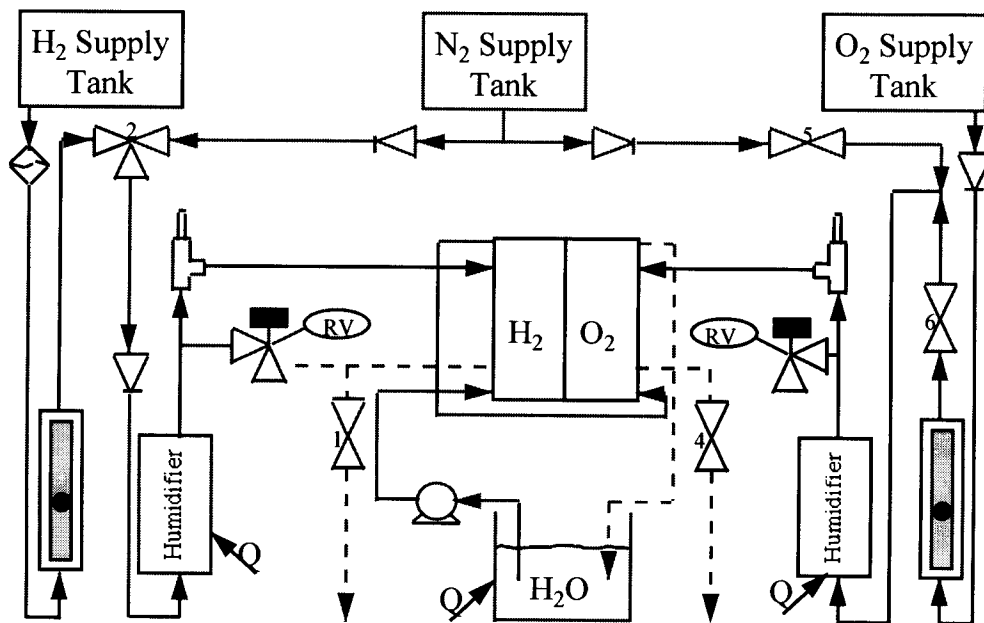 H₂ Supply
Tank
N₂ Supply
Tank
O₂ Supply
Tank
2
5
RV
H₂
O₂
RV
6
1
4
Humidifier
Humidifier
Q
Q
H₂O
Q